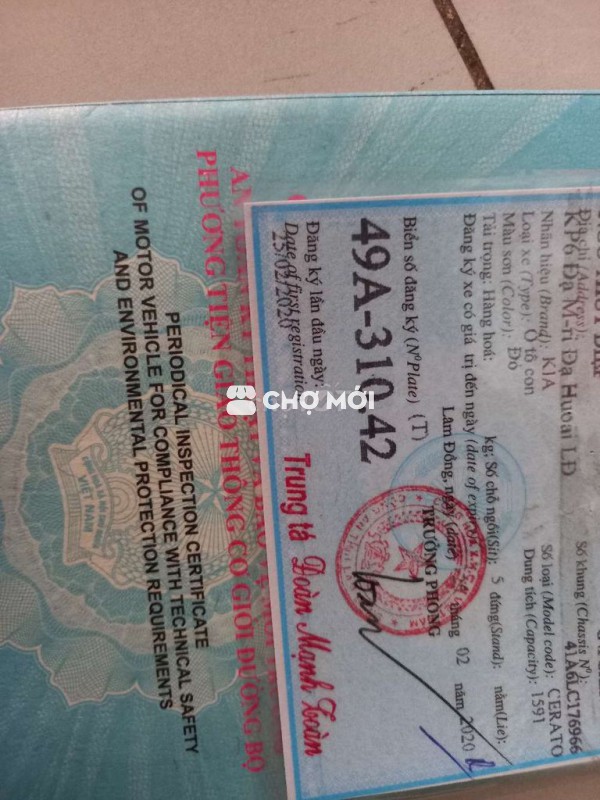 Địa chỉ (Address):
KP6 Đạ M-ri Đạ Huoai LĐ
Nhãn hiệu (Brand): KIA
Số khung (Chassis Nº):
41A6LC176966
Loại xe (Type): Ô tô con
Số loại (Model code): CERATO
Màu sơn (Color): Đỏ
Dung tích (Capacity): 1591
Tải trọng: Hàng hoá: kg; Số chỗ ngồi(Sit): 5 đứng(Stand): nằm(Lie):
Đăng ký xe có giá trị đến ngày (date of
Biển số đăng ký (NºPlate) (T)
Lâm Đồng, ngày (date) tháng 02 năm 2020
49A-310.42
TRƯỞNG PHÒNG
Đăng ký lần đầu ngày:
Date of first registration
25/02/2020
Trung tá Đoàn Mạnh Toàn
CHỢ MỚI
PHƯƠNG TIỆN GIAO THÔNG CƠ GIỚI ĐƯỜNG BỘ
PERIODICAL INSPECTION CERTIFICATE
OF MOTOR VEHICLE FOR COMPLIANCE WITH TECHNICAL SAFETY
AND ENVIRONMENTAL PROTECTION REQUIREMENTS
VIỆT NAM